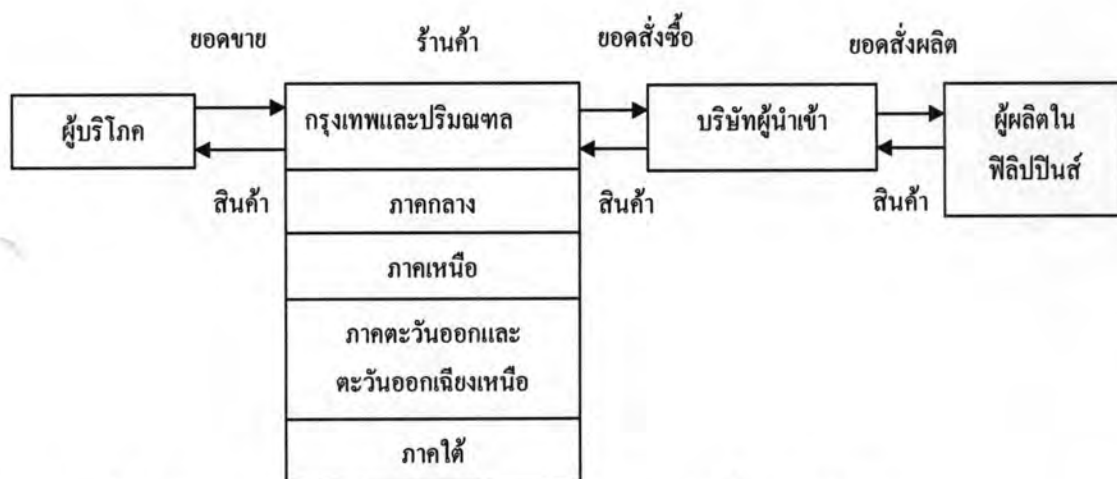 ยอดขาย
ร้านค้า
ยอดสั่งซื้อ
ยอดสั่งผลิต
ผู้บริโภค
กรุงเทพและปริมณฑล
บริษัทผู้นำเข้า
ผู้ผลิตใน
ฟิลิปปินส์
สินค้า
ภาคกลาง
สินค้า
สินค้า
ภาคเหนือ
ภาคตะวันออกและ
ตะวันออกเฉียงเหนือ
ภาคใต้